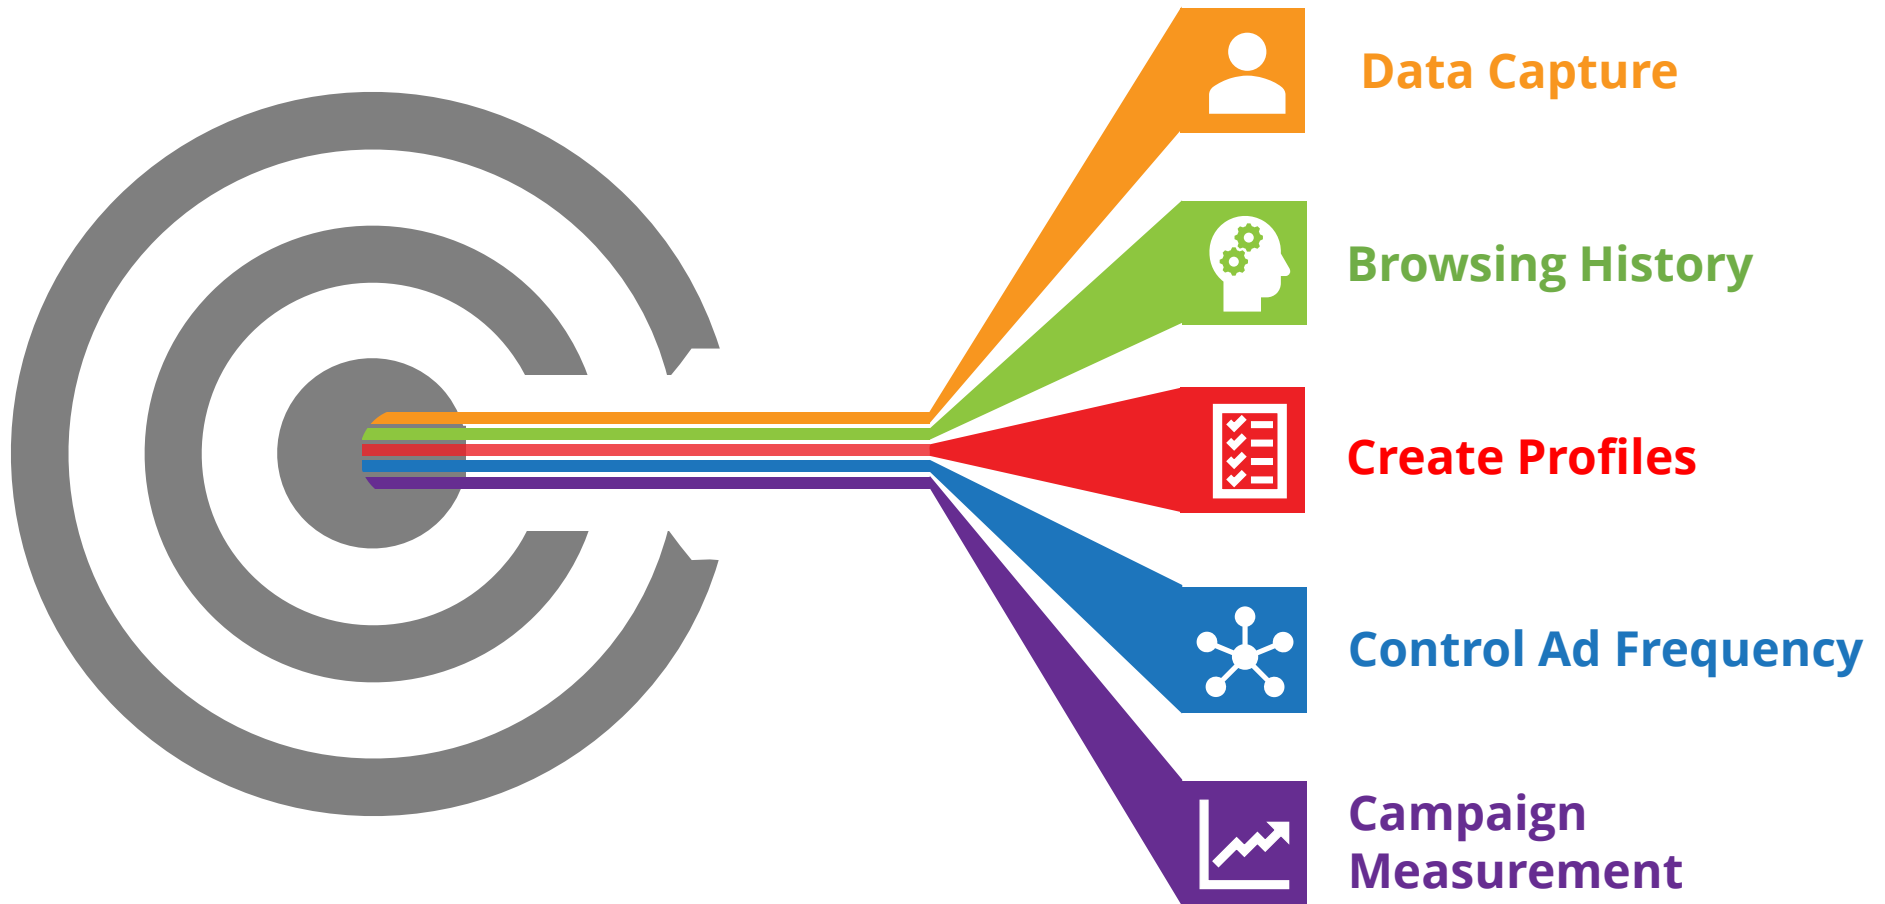 Data Capture
Browsing History
Create Profiles
Control Ad Frequency
Campaign
Measurement